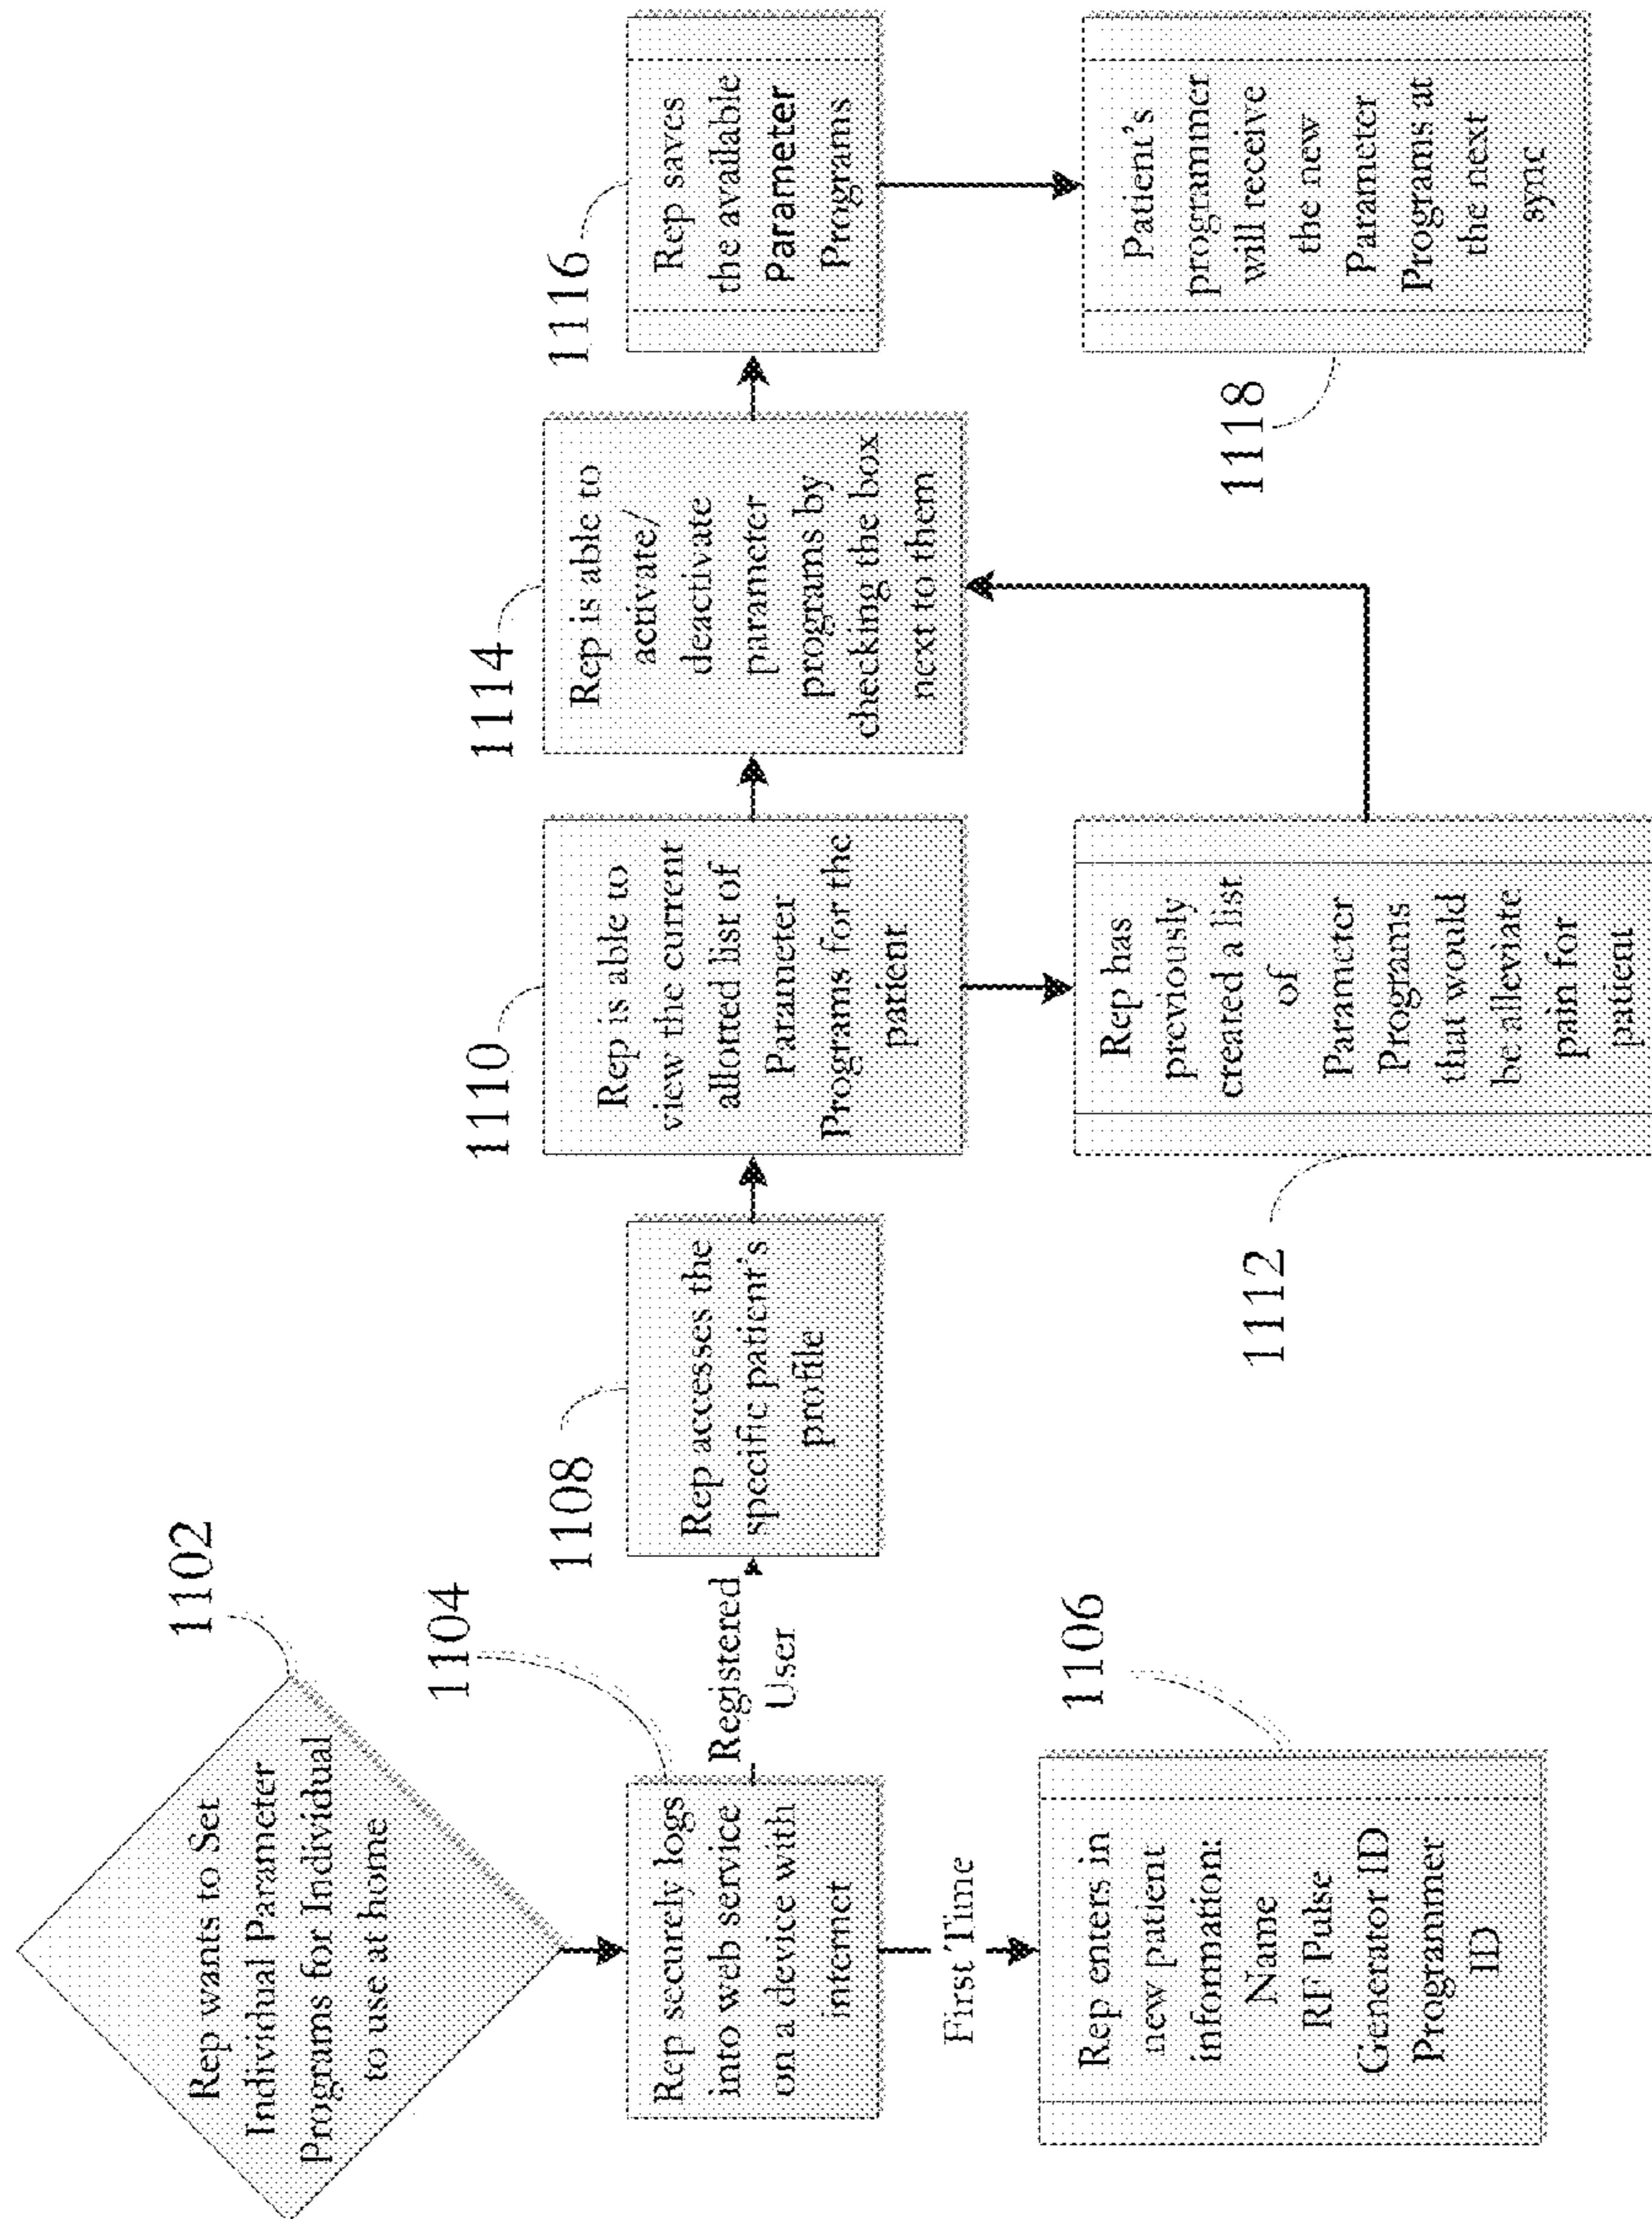 1102
Rep wants to Set
Individual Parameter
Programs for Individual
to use at home
1104
Rep securely logs
into web service
on a device with
internet
First Time
Registered
User
1106
Rep enters in
new patient
information:
Name
RF Pulse
Generator ID
Programmer
ID
1108
Rep accesses the
specific patient's
profile
1110
Rep is able to
view the current
allotted list of
Parameter
Programs for the
patient
1112
Rep has
previously
created a list
of
Parameter
Programs
that would
be alleviate
pain for
patient
1114
Rep is able to
activate/
deactivate
parameter
programs by
checking the box
next to them
1116
Rep saves
the available
Parameter
Programs
1118
Patient's
programmer
will receive
the new
Parameter
Programs at
the next
sync